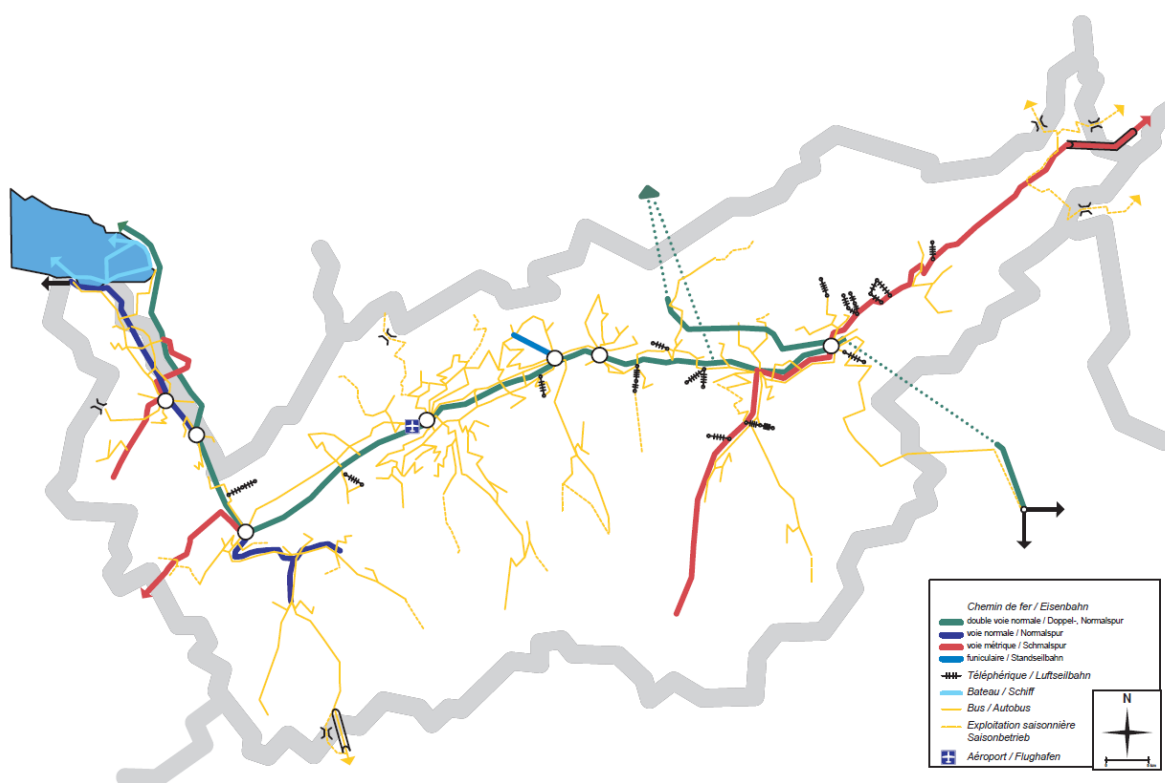 Chemin de fer / Eisenbahn
double voie normale / Doppel-, Normalspur
voie normale / Normalspur
voie métrique / Schmalspur
funiculaire / Standseilbahn
Téléphérique / Luftseilbahn
Bateau / Schiff
Bus / Autobus
Exploitation saisonnière
Saisonbetrieb
Aéroport / Flughafen
N